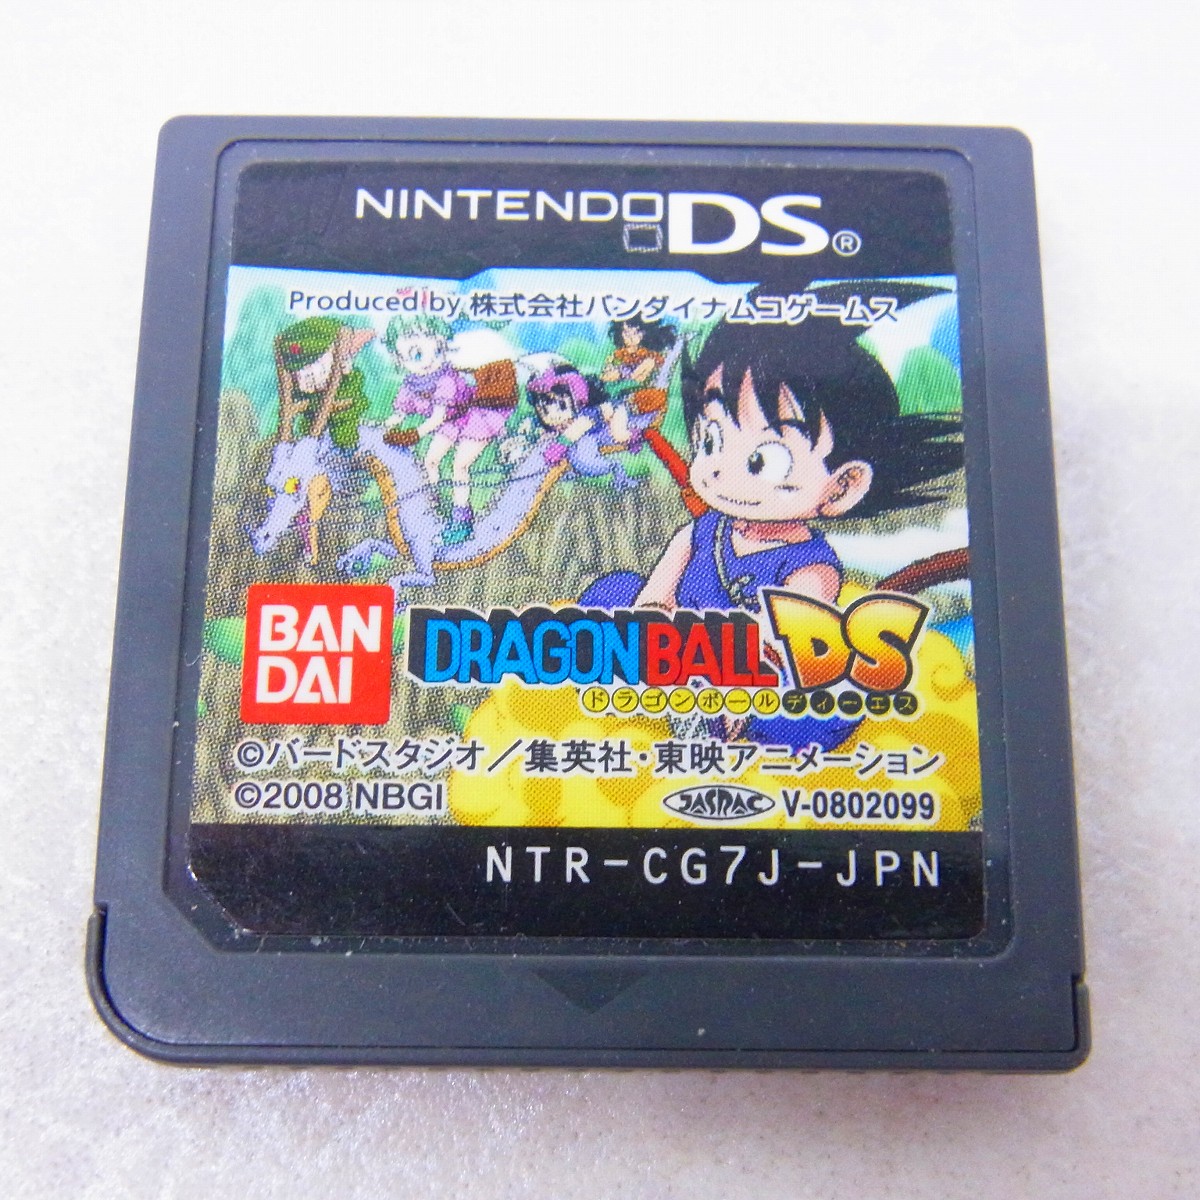 NINTENDO DS®
Produced by 株式会社バンダイナムコゲームス
BAN
DAI
DRAGON BALL DS
ドラゴンボールディーエス
©バードスタジオ／集英社・東映アニメーション
©2008 NBGI
JASRAC V-0802099
NTR-CG7J-JPN